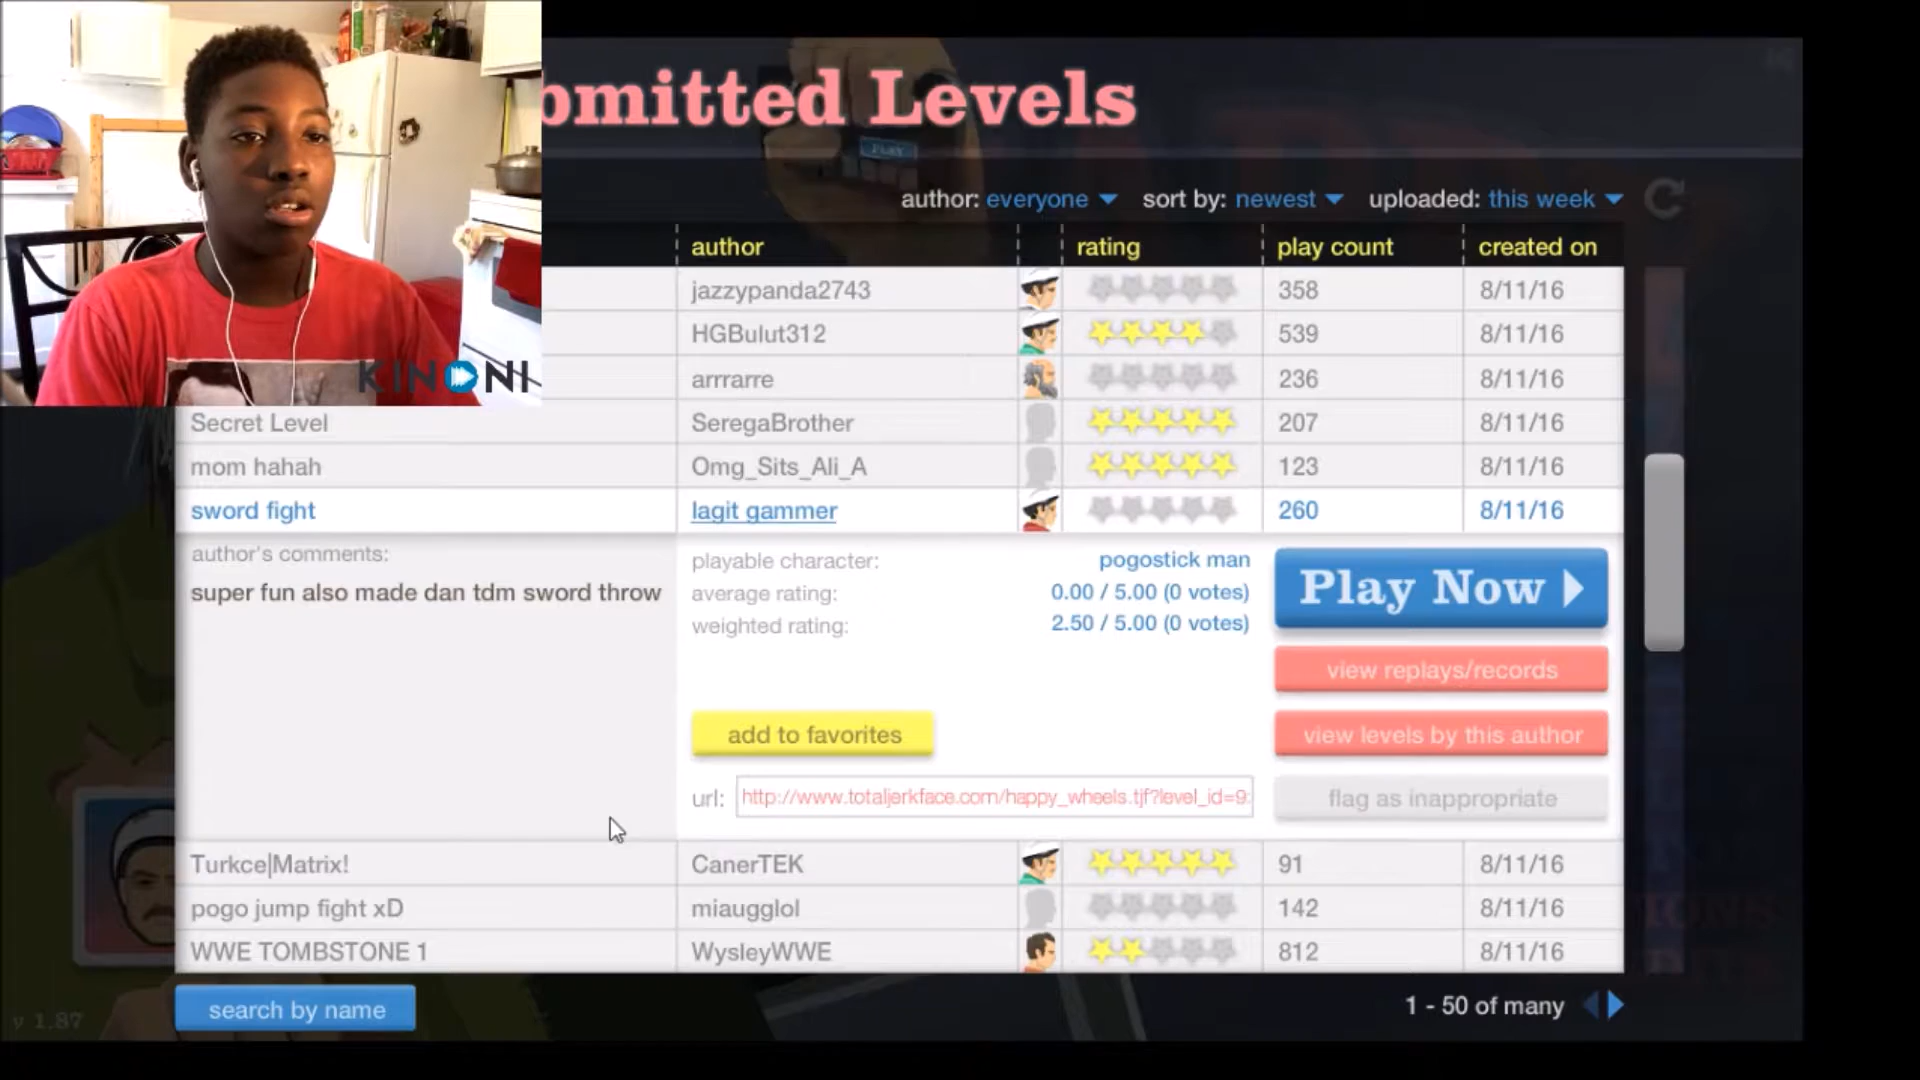 bmitted Levels
PLAY
author: everyone sort by: newest uploaded: this week
author rating play count created on
jazzypanda2743 358 8/11/16
HGBulut312 539 8/11/16
KINONI
arrrarre 236 8/11/16
Secret Level SeregaBrother 207 8/11/16
mom hahah Omg_Sits_Ali_A 123 8/11/16
sword fight lagit gammer 260 8/11/16
author's comments:
super fun also made dan tdm sword throw
playable character: pogostick man
average rating: 0.00 / 5.00 (0 votes)
weighted rating: 2.50 / 5.00 (0 votes)
Play Now
view replays/records
add to favorites
view levels by this author
url: http://www.totaljerkface.com/happy_wheels.tjf?level_id=9
flag as inappropriate
Turkce|Matrix! CanerTEK 91 8/11/16
pogo jump fight xD miaugglol 142 8/11/16
WWE TOMBSTONE 1 WysleyWWE 812 8/11/16
search by name
1 - 50 of many
v 1.87